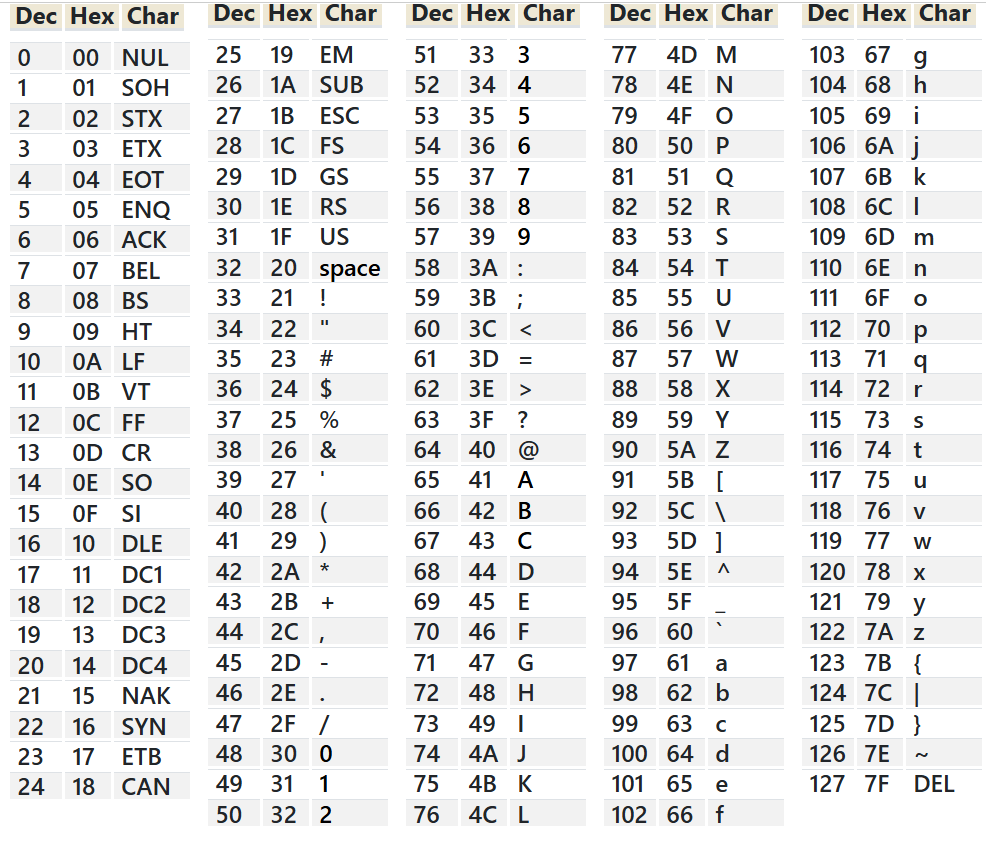 Dec Hex Char
0 00 NUL
1 01 SOH
2 02 STX
3 03 ETX
4 04 EOT
5 05 ENQ
6 06 ACK
7 07 BEL
8 08 BS
9 09 HT
10 0A LF
11 0B VT
12 0C FF
13 0D CR
14 0E SO
15 0F SI
16 10 DLE
17 11 DC1
18 12 DC2
19 13 DC3
20 14 DC4
21 15 NAK
22 16 SYN
23 17 ETB
24 18 CAN
Dec Hex Char
25 19 EM
26 1A SUB
27 1B ESC
28 1C FS
29 1D GS
30 1E RS
31 1F US
32 20 space
33 21 !
34 22 "
35 23 #
36 24 $
37 25 %
38 26 &
39 27 '
40 28 (
41 29 )
42 2A *
43 2B +
44 2C ,
45 2D -
46 2E .
47 2F /
48 30 0
49 31 1
50 32 2
Dec Hex Char
51 33 3
52 34 4
53 35 5
54 36 6
55 37 7
56 38 8
57 39 9
58 3A :
59 3B ;
60 3C <
61 3D =
62 3E >
63 3F ?
64 40 @
65 41 A
66 42 B
67 43 C
68 44 D
69 45 E
70 46 F
71 47 G
72 48 H
73 49 I
74 4A J
75 4B K
76 4C L
Dec Hex Char
77 4D M
78 4E N
79 4F O
80 50 P
81 51 Q
82 52 R
83 53 S
84 54 T
85 55 U
86 56 V
87 57 W
88 58 X
89 59 Y
90 5A Z
91 5B [
92 5C \
93 5D ]
94 5E ^
95 5F _
96 60 `
97 61 a
98 62 b
99 63 c
100 64 d
101 65 e
102 66 f
Dec Hex Char
103 67 g
104 68 h
105 69 i
106 6A j
107 6B k
108 6C l
109 6D m
110 6E n
111 6F o
112 70 p
113 71 q
114 72 r
115 73 s
116 74 t
117 75 u
118 76 v
119 77 w
120 78 x
121 79 y
122 7A z
123 7B {
124 7C |
125 7D }
126 7E ~
127 7F DEL